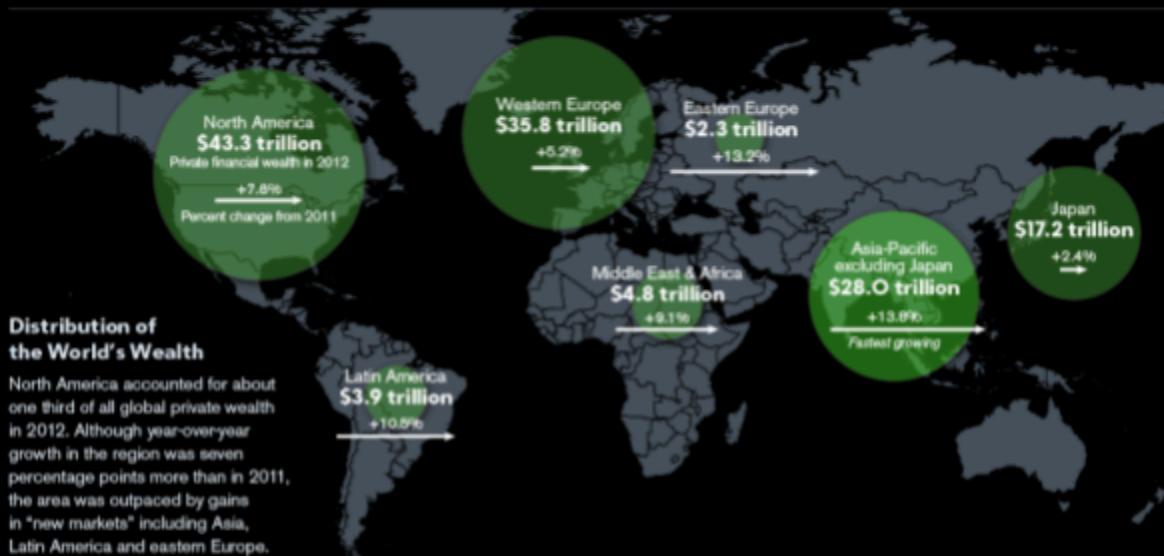 North America
$43.3 trillion
Private financial wealth in 2012
+7.8%
Percent change from 2011
Western Europe
$35.8 trillion
+5.2%
Eastern Europe
$2.3 trillion
+13.2%
Japan
$17.2 trillion
+2.4%
Asia-Pacific
excluding Japan
$28.0 trillion
+13.8%
Fastest growing
Middle East & Africa
$4.8 trillion
+9.1%
Latin America
$3.9 trillion
+10.5%
Distribution of
the World's Wealth
North America accounted for about
one third of all global private wealth
in 2012. Although year-over-year
growth in the region was seven
percentage points more than in 2011,
the area was outpaced by gains
in "new markets" including Asia,
Latin America and eastern Europe.